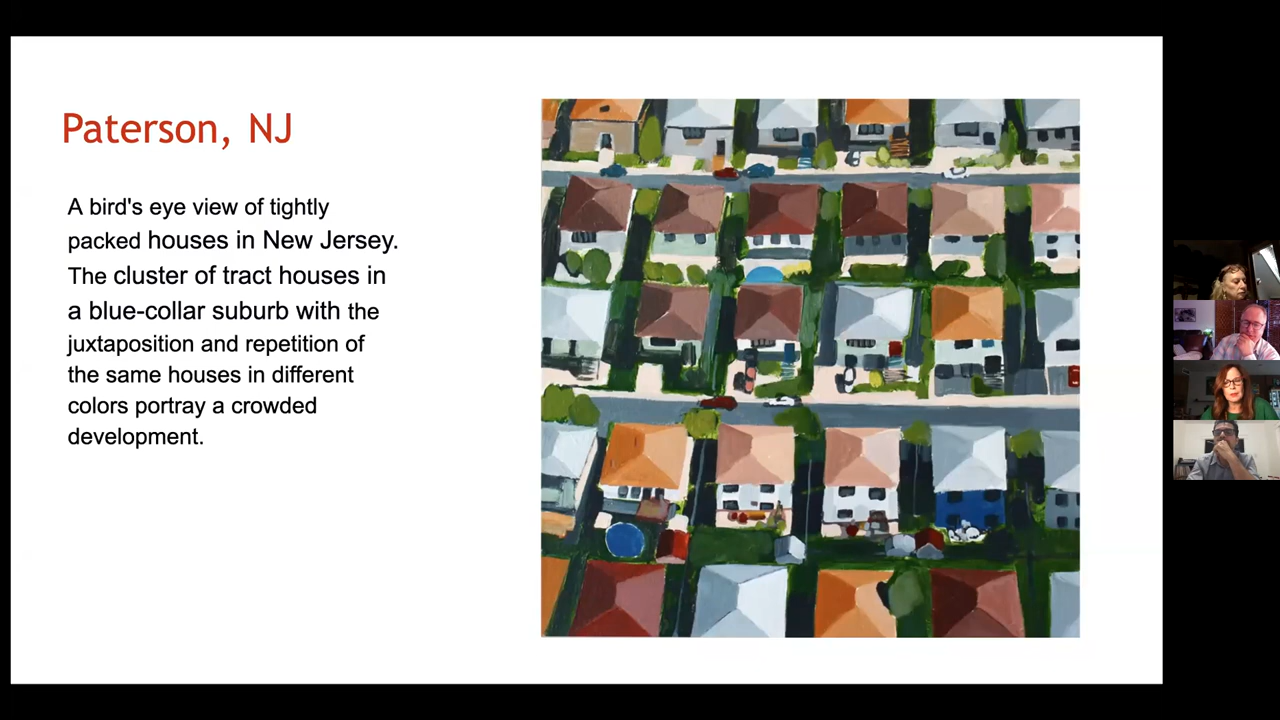 Paterson, NJ
A bird's eye view of tightly
packed houses in New Jersey.
The cluster of tract houses in
a blue-collar suburb with the
juxtaposition and repetition of
the same houses in different
colors portray a crowded
development.